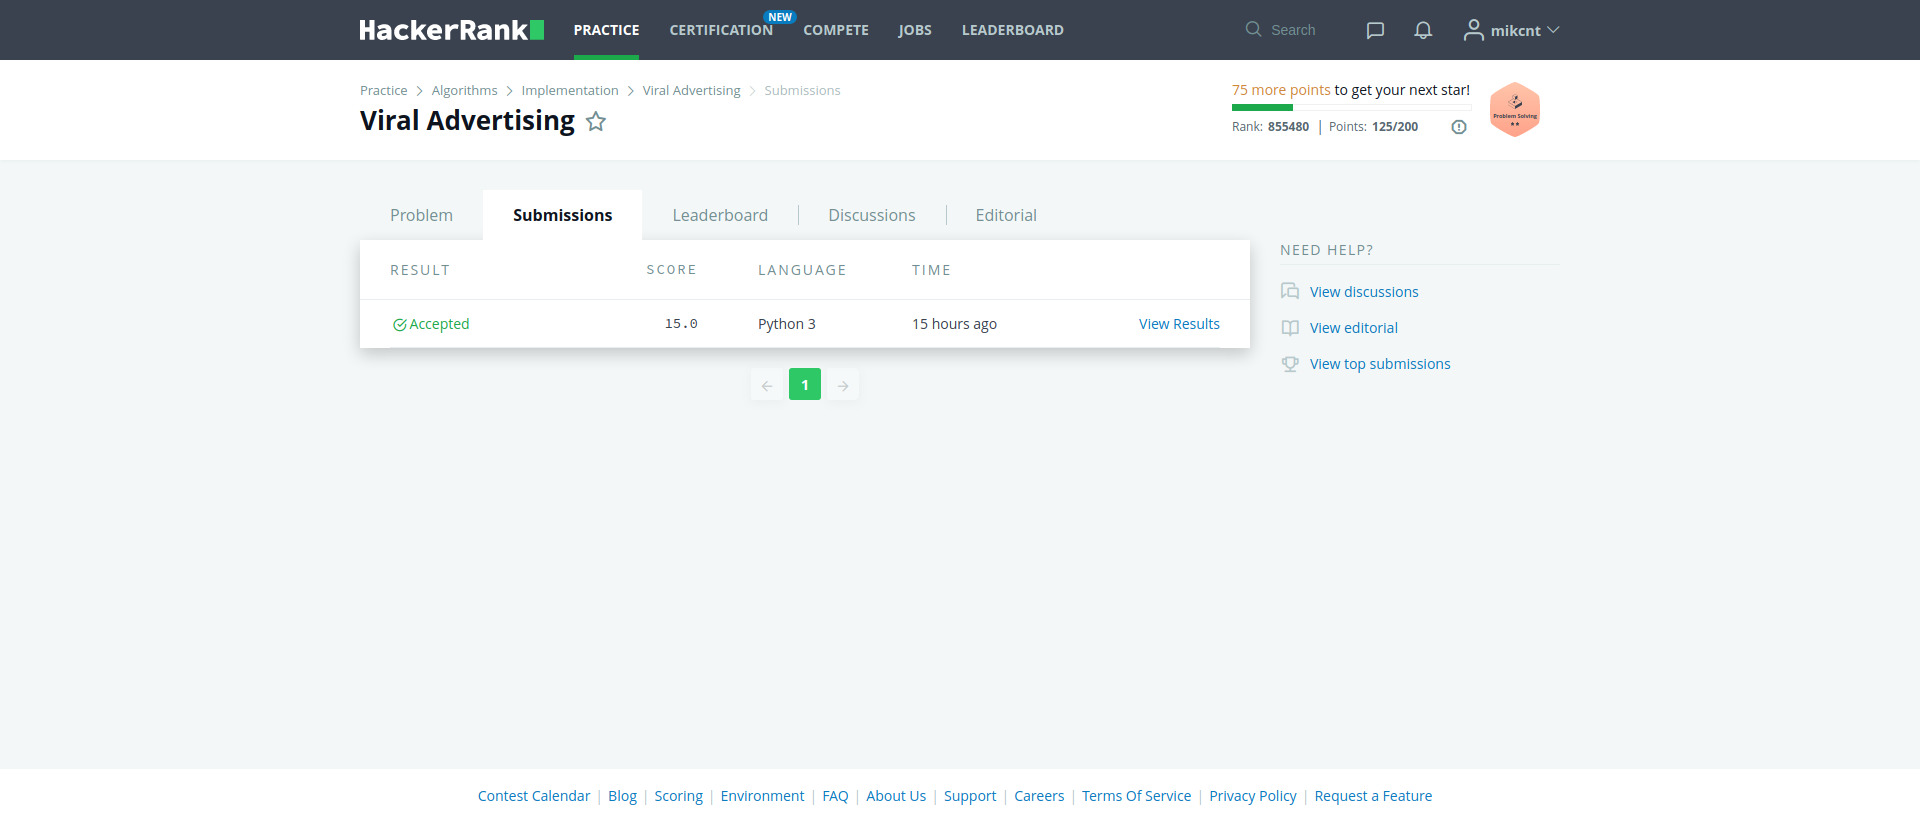 HackerRank PRACTICE CERTIFICATION NEW COMPETE JOBS LEADERBOARD Search mikcnt
Practice Algorithms Implementation Viral Advertising Submissions
Viral Advertising
75 more points to get your next star!
Rank: 855480 | Points: 125/200
Problem Solving
Problem Submissions Leaderboard Discussions Editorial
RESULT SCORE LANGUAGE TIME
Accepted 15.0 Python 3 15 hours ago View Results
1
NEED HELP?
View discussions
View editorial
View top submissions
Contest Calendar | Blog | Scoring | Environment | FAQ | About Us | Support | Careers | Terms Of Service | Privacy Policy | Request a Feature